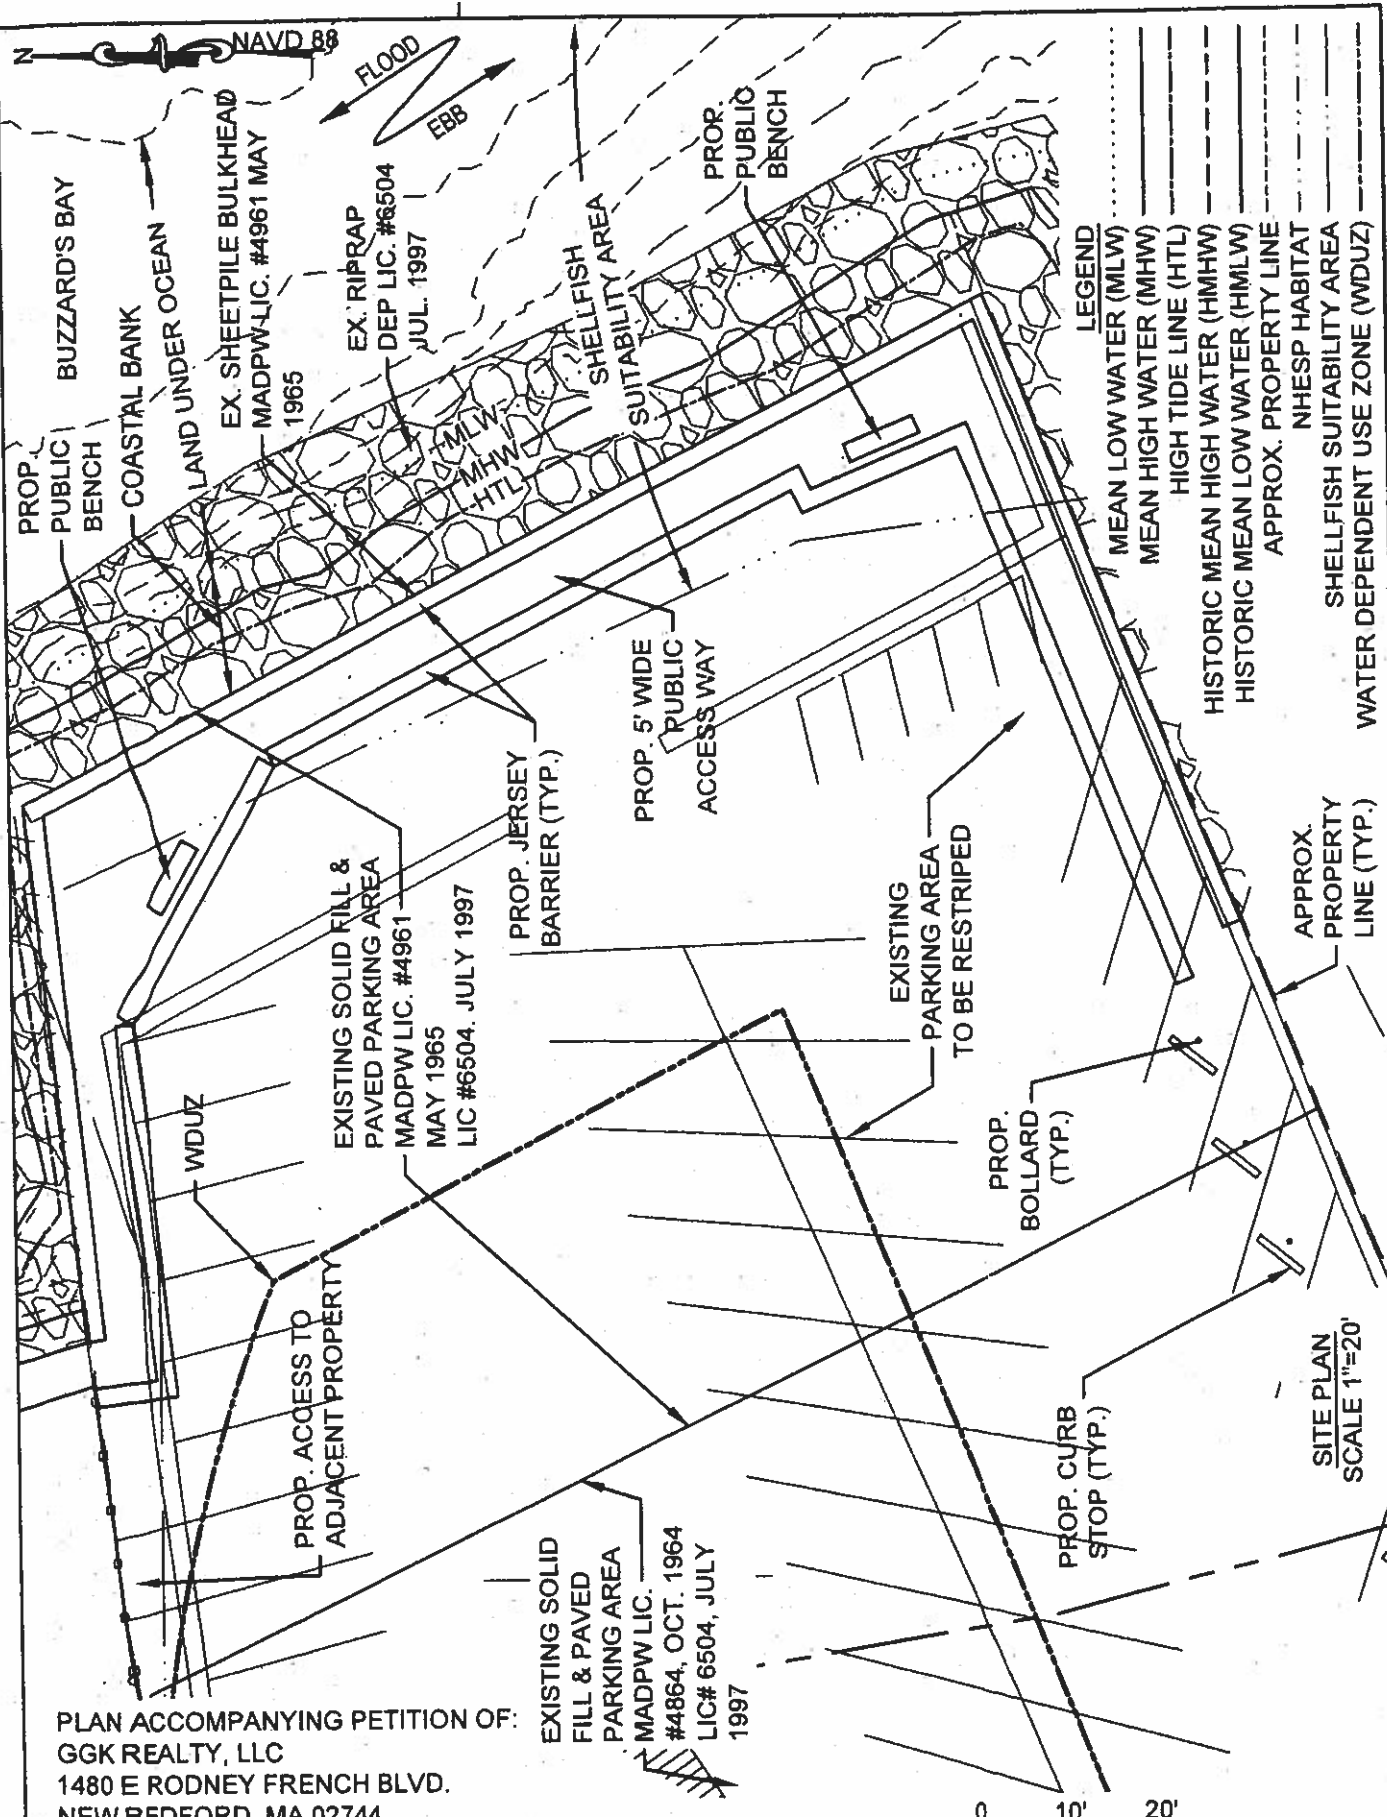 N
NAVD 88
FLOOD
EBB
PROP.
PUBLIC
BENCH
BUZZARD'S BAY
COASTAL BANK
LAND UNDER OCEAN
EX. SHEETPILE BULKHEAD
MADPW LIC. #4961 MAY
1965
EX. RIPRAP
DEP LIC. #6504
JUL. 1997
MLW
MHW
HTL
SHELLFISH
SUITABILITY AREA
PROP.
PUBLIC
BENCH
WDUZ
EXISTING SOLID FILL &
PAVED PARKING AREA
MADPW LIC. #4961
MAY 1965
LIC #6504. JULY 1997
PROP. JERSEY
BARRIER (TYP.)
PROP. 5' WIDE
PUBLIC
ACCESS WAY
EXISTING
PARKING AREA
TO BE RESTRIPED
PROP. ACCESS TO
ADJACENT PROPERTY
PROP.
BOLLARD
(TYP.)
PROP. CURB
STOP (TYP.)
APPROX.
PROPERTY
LINE (TYP.)
EXISTING SOLID
FILL & PAVED
PARKING AREA
MADPW LIC.
#4864, OCT. 1964
LIC# 6504, JULY
1997
LEGEND
MEAN LOW WATER (MLW)
MEAN HIGH WATER (MHW)
HIGH TIDE LINE (HTL)
HISTORIC MEAN HIGH WATER (HMHW)
HISTORIC MEAN LOW WATER (HMLW)
APPROX. PROPERTY LINE
NHESP HABITAT
SHELLFISH SUITABILITY AREA
WATER DEPENDENT USE ZONE (WDUZ)
SITE PLAN
SCALE 1"=20'
PLAN ACCOMPANYING PETITION OF:
GGK REALTY, LLC
1480 E RODNEY FRENCH BLVD.
NEW BEDFORD, MA 02744
0 10' 20'